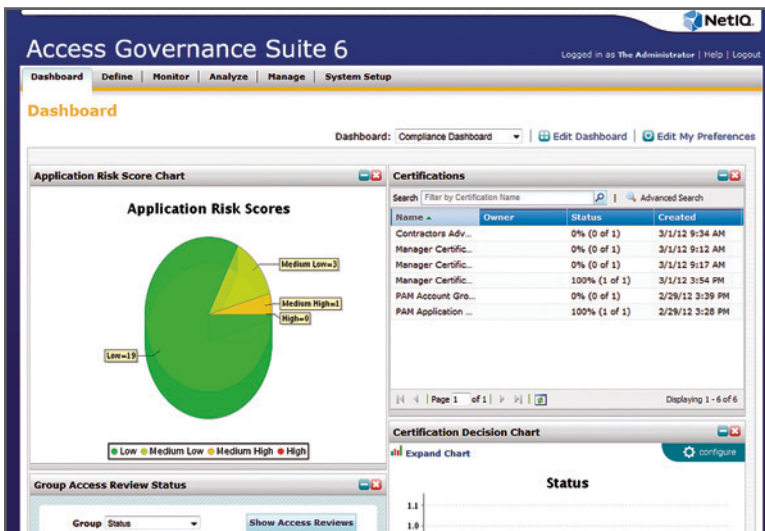 NetIQ.
Access Governance Suite 6
Logged in as The Administrator | Help | Logout
Dashboard | Define | Monitor | Analyze | Manage | System Setup
Dashboard
Dashboard: Compliance Dashboard | Edit Dashboard | Edit My Preferences
Application Risk Score Chart
Application Risk Scores
Medium Low=3
Medium High=1
High=0
Low=19
Low Medium Low Medium High High
Group Access Review Status
Group Status Show Access Reviews
Certifications
Search Filter by Certification Name | Advanced Search
Name Owner Status Created
Contractors Adv... 0% (0 of 1) 3/1/12 9:34 AM
Manager Certific... 0% (0 of 1) 3/1/12 9:12 AM
Manager Certific... 0% (0 of 1) 3/1/12 9:17 AM
Manager Certific... 100% (1 of 1) 3/1/12 3:54 PM
PAM Account Gro... 0% (0 of 1) 2/29/12 3:39 PM
PAM Application ... 100% (1 of 1) 2/29/12 3:28 PM
Page 1 of 1 | Displaying 1 - 6 of 6
Certification Decision Chart
Expand Chart configure
Status
1.1
1.0